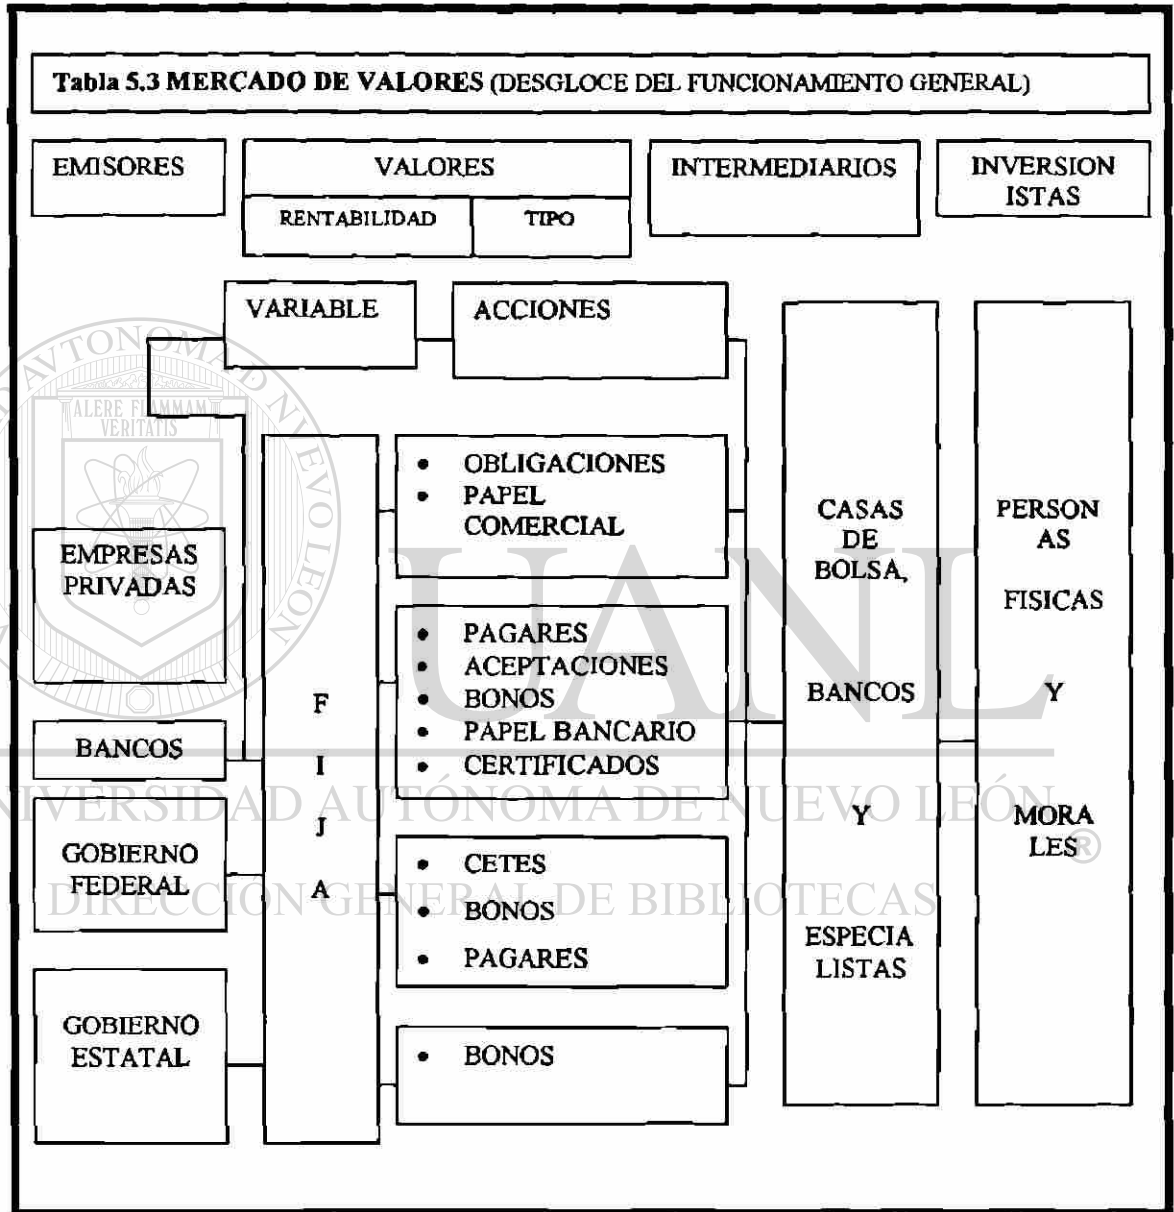 Tabla 5.3 MERCADO DE VALORES (DESGLOCE DEL FUNCIONAMIENTO GENERAL)
EMISORES
VALORES
RENTABILIDAD
TIPO
INTERMEDIARIOS
INVERSION
ISTAS
VARIABLE
ACCIONES
EMPRESAS
PRIVADAS
BANCOS
GOBIERNO
FEDERAL
GOBIERNO
ESTATAL
F
I
J
A
• OBLIGACIONES
• PAPEL
COMERCIAL
• PAGARES
• ACEPTACIONES
• BONOS
• PAPEL BANCARIO
• CERTIFICADOS
• CETES
• BONOS
• PAGARES
• BONOS
CASAS
DE
BOLSA,
BANCOS
Y
ESPECIA
LISTAS
PERSON
AS
FISICAS
Y
MORA
LES
ALERE FLAMMAM
VERITATIS
UANL
UNIVERSIDAD AUTÓNOMA DE NUEVO LEÓN
®
DIRECCIÓN GENERAL DE BIBLIOTECAS